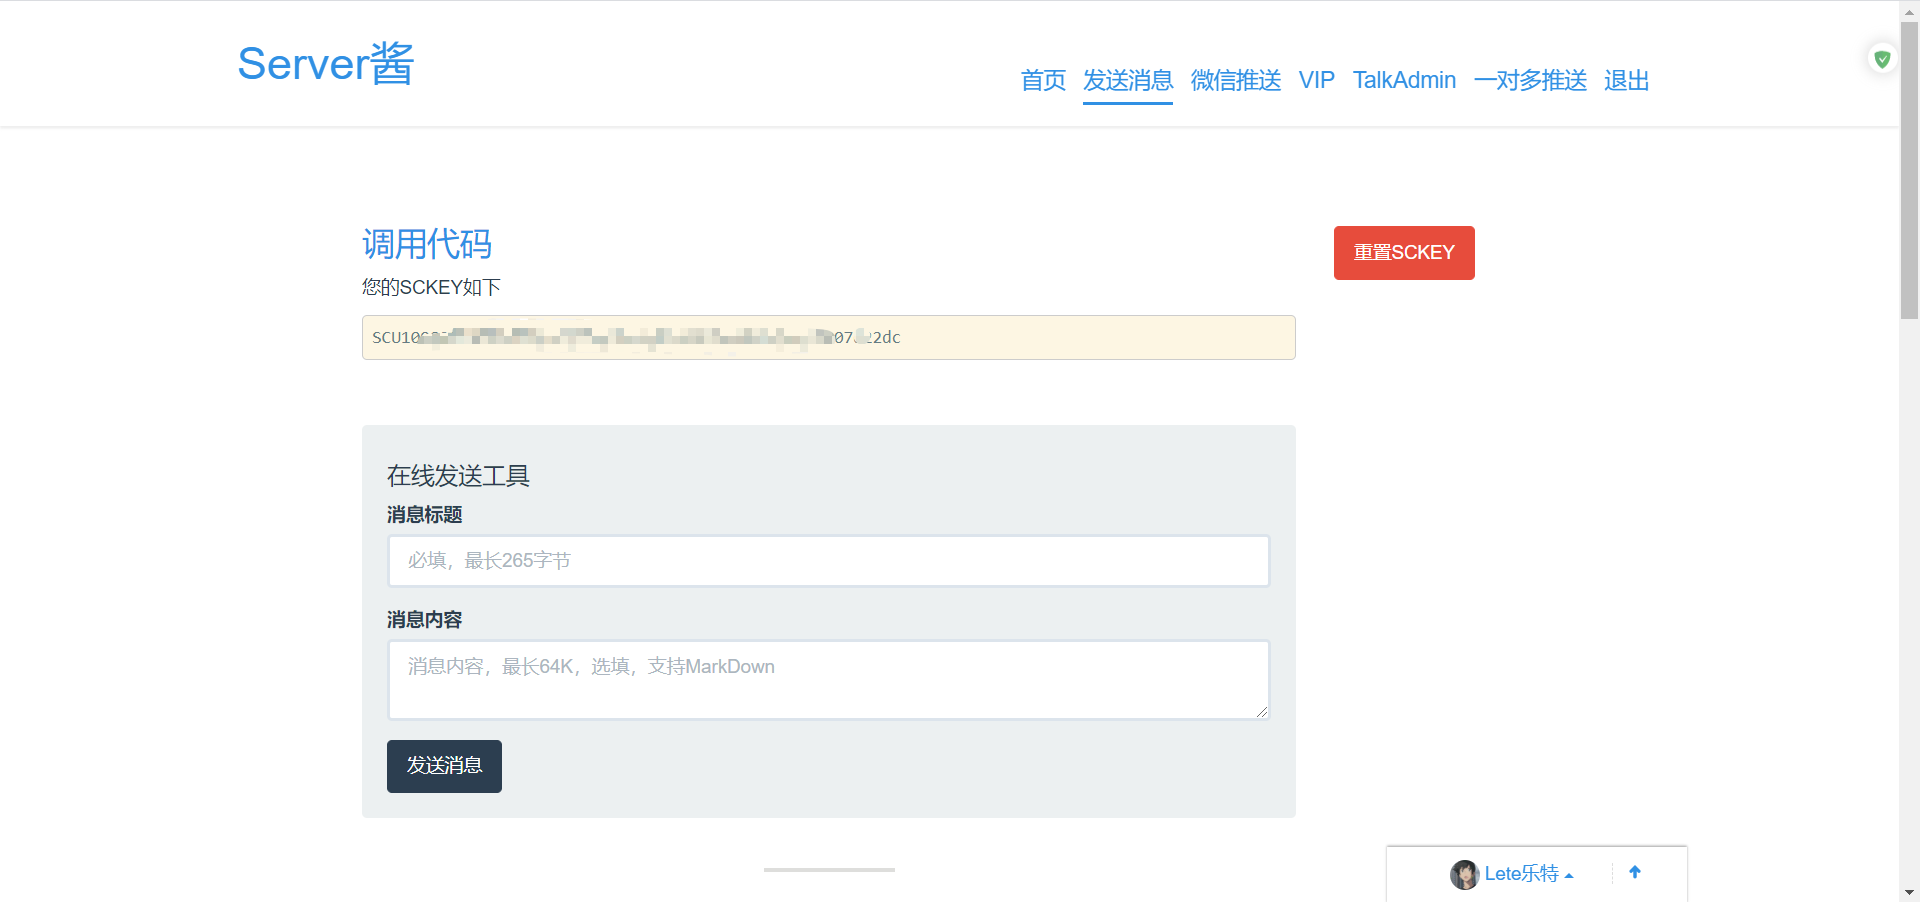 Server酱
首页 发送消息 微信推送 VIP TalkAdmin 一对多推送 退出
调用代码
重置SCKEY
您的SCKEY如下
在线发送工具
消息标题
必填，最长265字节
消息内容
消息内容，最长64K，选填，支持MarkDown
发送消息
Lete乐特